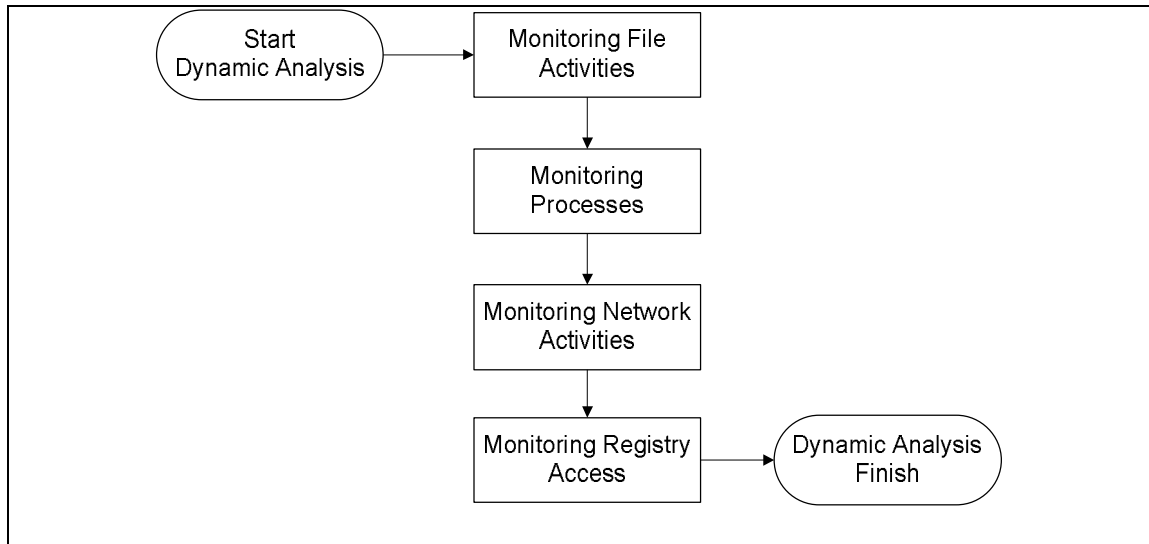 Start
Dynamic Analysis
Monitoring File
Activities
Monitoring
Processes
Monitoring Network
Activities
Monitoring Registry
Access
Dynamic Analysis
Finish